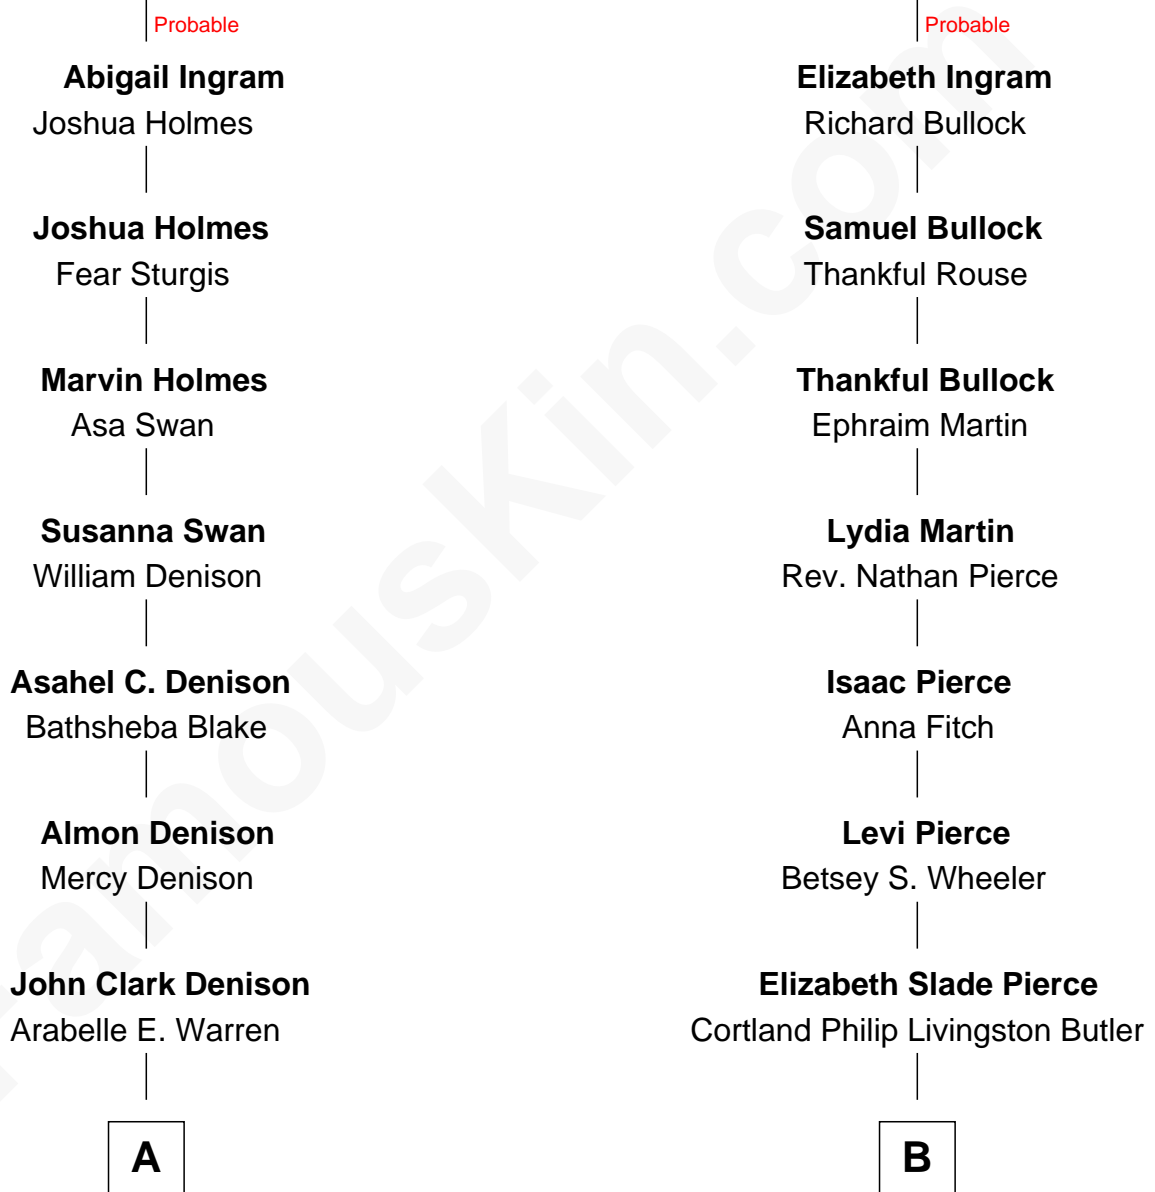 Probable
Abigail Ingram
Joshua Holmes
Joshua Holmes
Fear Sturgis
Marvin Holmes
Asa Swan
Susanna Swan
William Denison
Asahel C. Denison
Bathsheba Blake
Almon Denison
Mercy Denison
John Clark Denison
Arabelle E. Warren
A
Probable
Elizabeth Ingram
Richard Bullock
Samuel Bullock
Thankful Rouse
Thankful Bullock
Ephraim Martin
Lydia Martin
Rev. Nathan Pierce
Isaac Pierce
Anna Fitch
Levi Pierce
Betsey S. Wheeler
Elizabeth Slade Pierce
Cortland Philip Livingston Butler
B
FamousKin.com